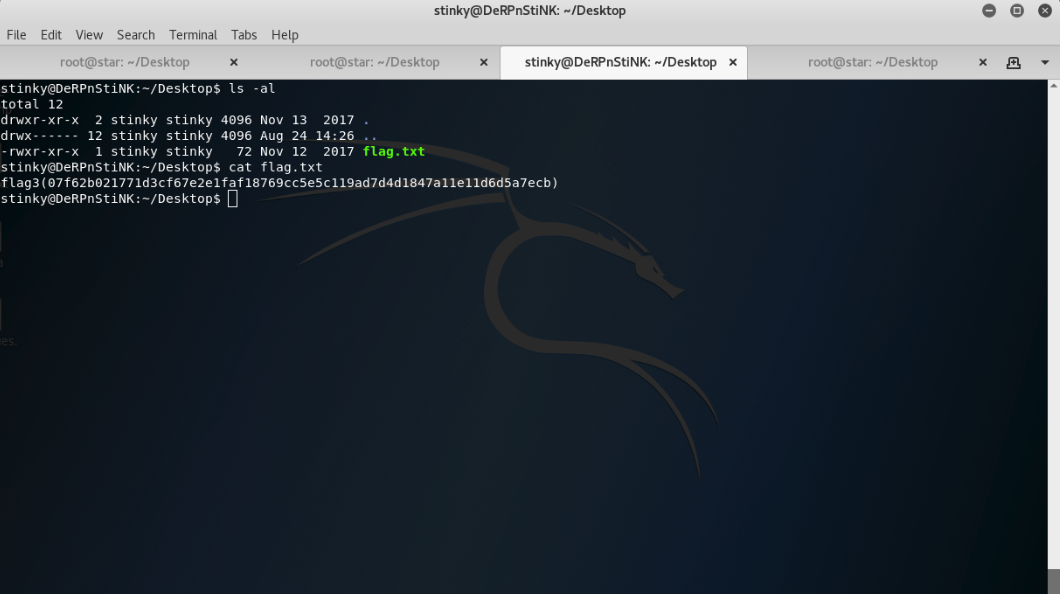 stinky@DeRPnStiNK: ~/Desktop
File Edit View Search Terminal Tabs Help
root@star: ~/Desktop × root@star: ~/Desktop × stinky@DeRPnStiNK: ~/Desktop × root@star: ~/Desktop ×
stinky@DeRPnStiNK:~/Desktop$ ls -al
total 12
drwxr-xr-x  2 stinky stinky 4096 Nov 13  2017 .
drwx------ 12 stinky stinky 4096 Aug 24 14:26 ..
-rwxr-xr-x  1 stinky stinky   72 Nov 12  2017 flag.txt
stinky@DeRPnStiNK:~/Desktop$ cat flag.txt
flag3(07f62b021771d3cf67e2e1faf18769cc5e5c119ad7d4d1847a11e11d6d5a7ecb)
stinky@DeRPnStiNK:~/Desktop$